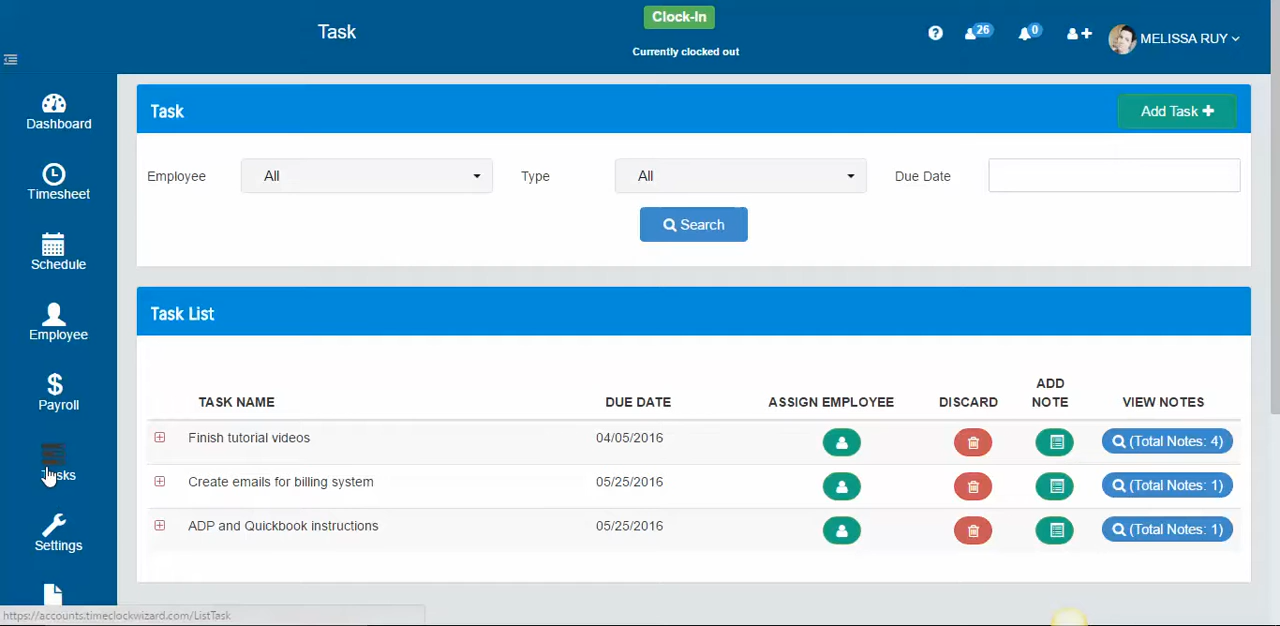 Task
Clock-In
Currently clocked out
26
0
MELISSA RUY
Dashboard
Timesheet
Schedule
Employee
Payroll
Tasks
Settings
Task
Add Task +
Employee
All
Type
All
Due Date
Search
Task List
TASK NAME
DUE DATE
ASSIGN EMPLOYEE
DISCARD
ADD
NOTE
VIEW NOTES
Finish tutorial videos
04/05/2016
(Total Notes: 4)
Create emails for billing system
05/25/2016
(Total Notes: 1)
ADP and Quickbook instructions
05/25/2016
(Total Notes: 1)
https://accounts.timeclockwizard.com/ListTask